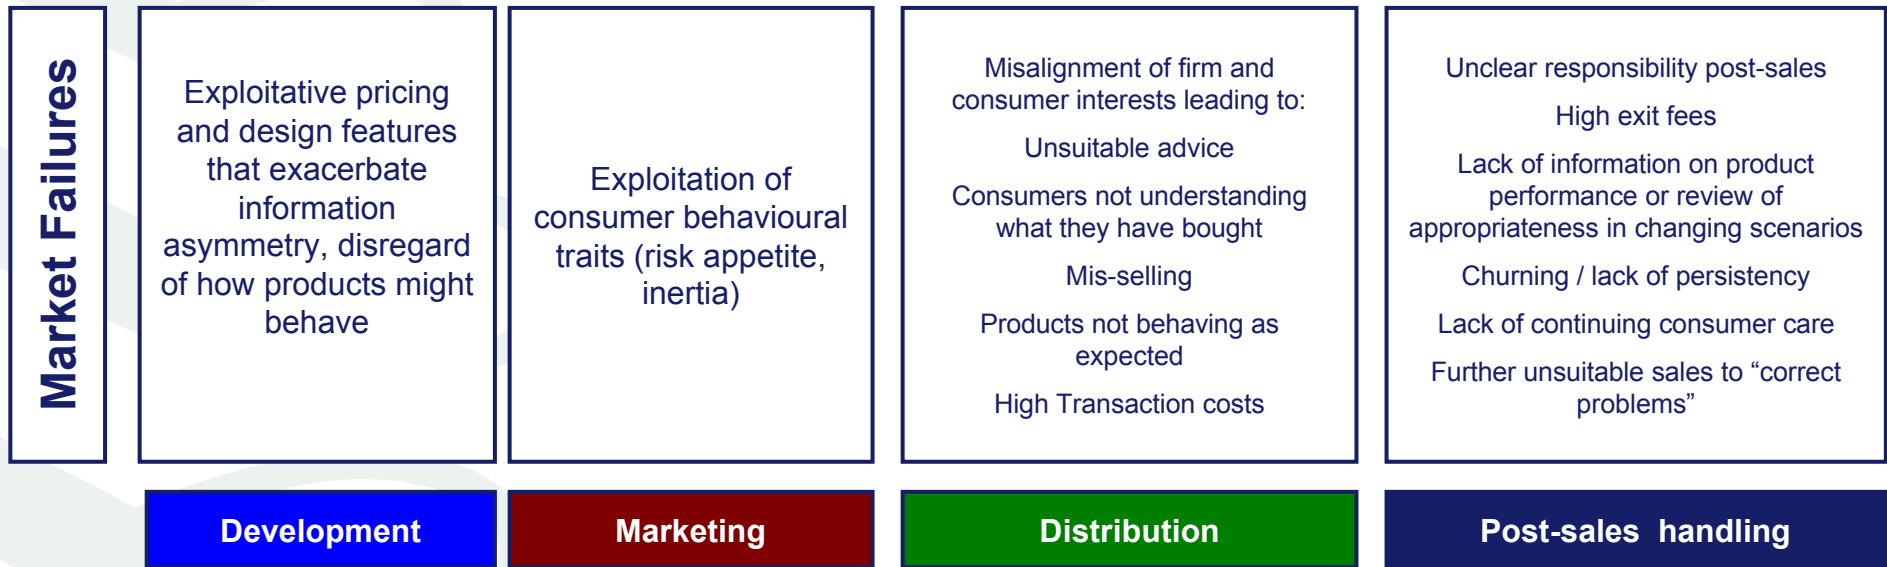 Market Failures
Exploitative pricing
and design features
that exacerbate
information
asymmetry, disregard
of how products might
behave
Exploitation of
consumer behavioural
traits (risk appetite,
inertia)
Misalignment of firm and
consumer interests leading to:
Unsuitable advice
Consumers not understanding
what they have bought
Mis-selling
Products not behaving as
expected
High Transaction costs
Unclear responsibility post-sales
High exit fees
Lack of information on product
performance or review of
appropriateness in changing scenarios
Churning / lack of persistency
Lack of continuing consumer care
Further unsuitable sales to “correct
problems”
Development
Marketing
Distribution
Post-sales handling